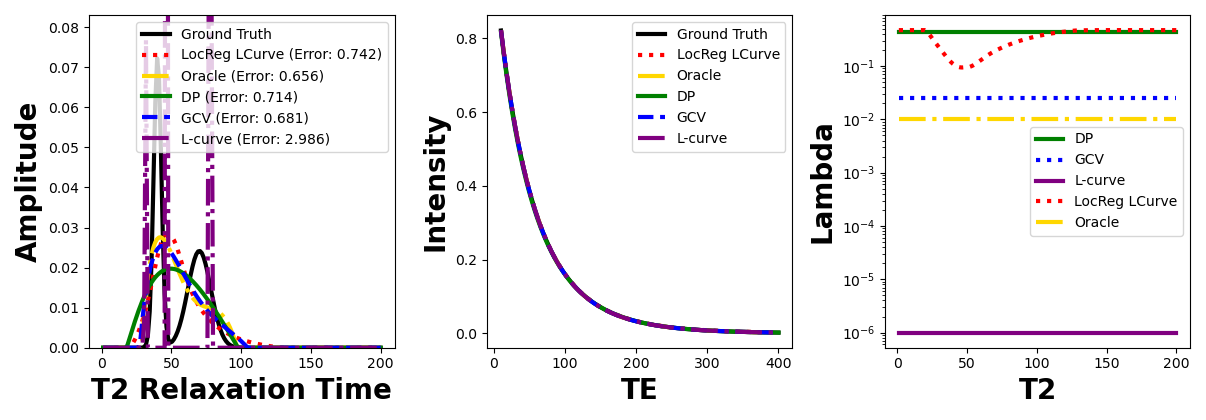 Amplitude
0.08
0.07
0.06
0.05
0.04
0.03
0.02
0.01
0.00
Ground Truth
LocReg LCurve (Error: 0.742)
Oracle (Error: 0.656)
DP (Error: 0.714)
GCV (Error: 0.681)
L-curve (Error: 2.986)
0 50 100 150 200
T2 Relaxation Time
Intensity
0.8
0.6
0.4
0.2
0.0
Ground Truth
LocReg LCurve
Oracle
DP
GCV
L-curve
0 100 200 300 400
TE
Lambda
10⁻¹
10⁻²
10⁻³
10⁻⁴
10⁻⁵
10⁻⁶
DP
GCV
L-curve
LocReg LCurve
Oracle
0 50 100 150 200
T2